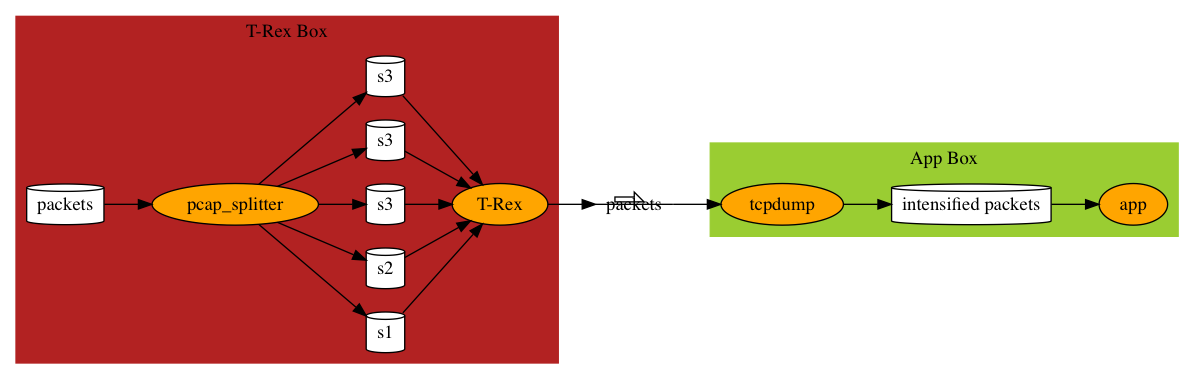 T-Rex Box
packets
pcap_splitter
s3
s3
s3
s2
s1
T-Rex
packets
App Box
tcpdump
intensified packets
app